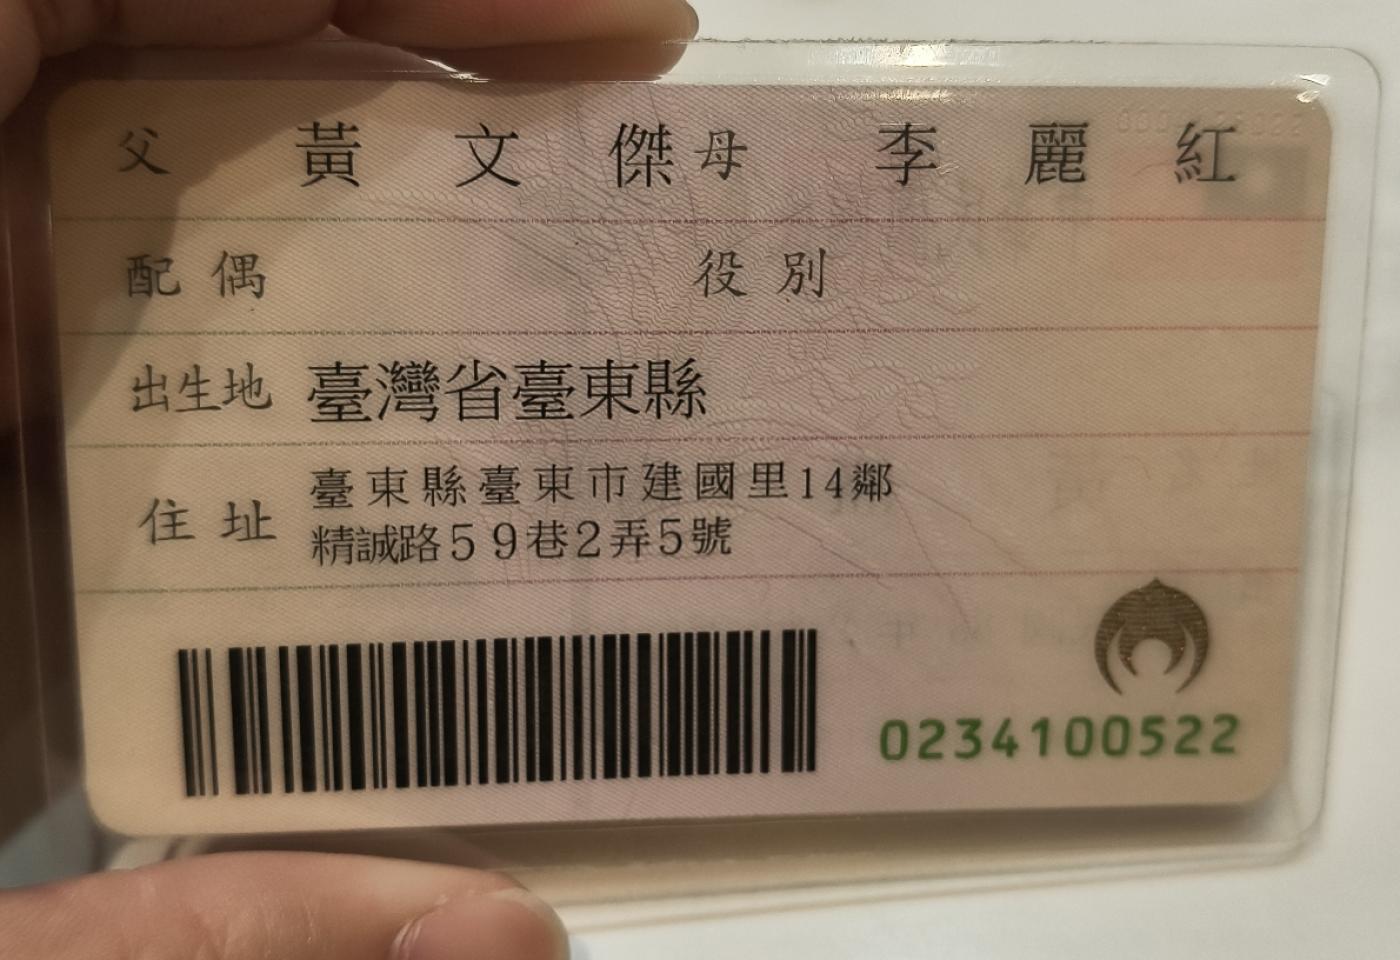 父 黃文傑 母 李麗紅
配偶 役別
出生地 臺灣省臺東縣
住址 臺東縣臺東市建國里14鄰
精誠路59巷2弄5號
0234100522